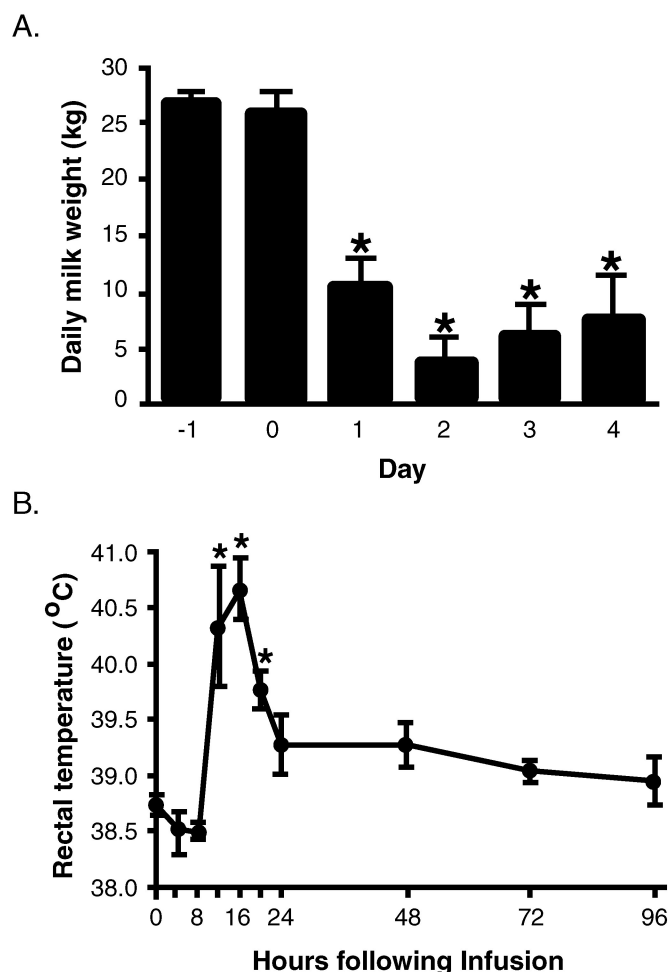 A.
Daily milk weight (kg)
30
25
20
15
10
5
0
* * * *
-1 0 1 2 3 4
Day
B.
Rectal temperature (°C)
41.0
40.5
40.0
39.5
39.0
38.5
38.0
* * *
0 8 16 24 48 72 96
Hours following Infusion